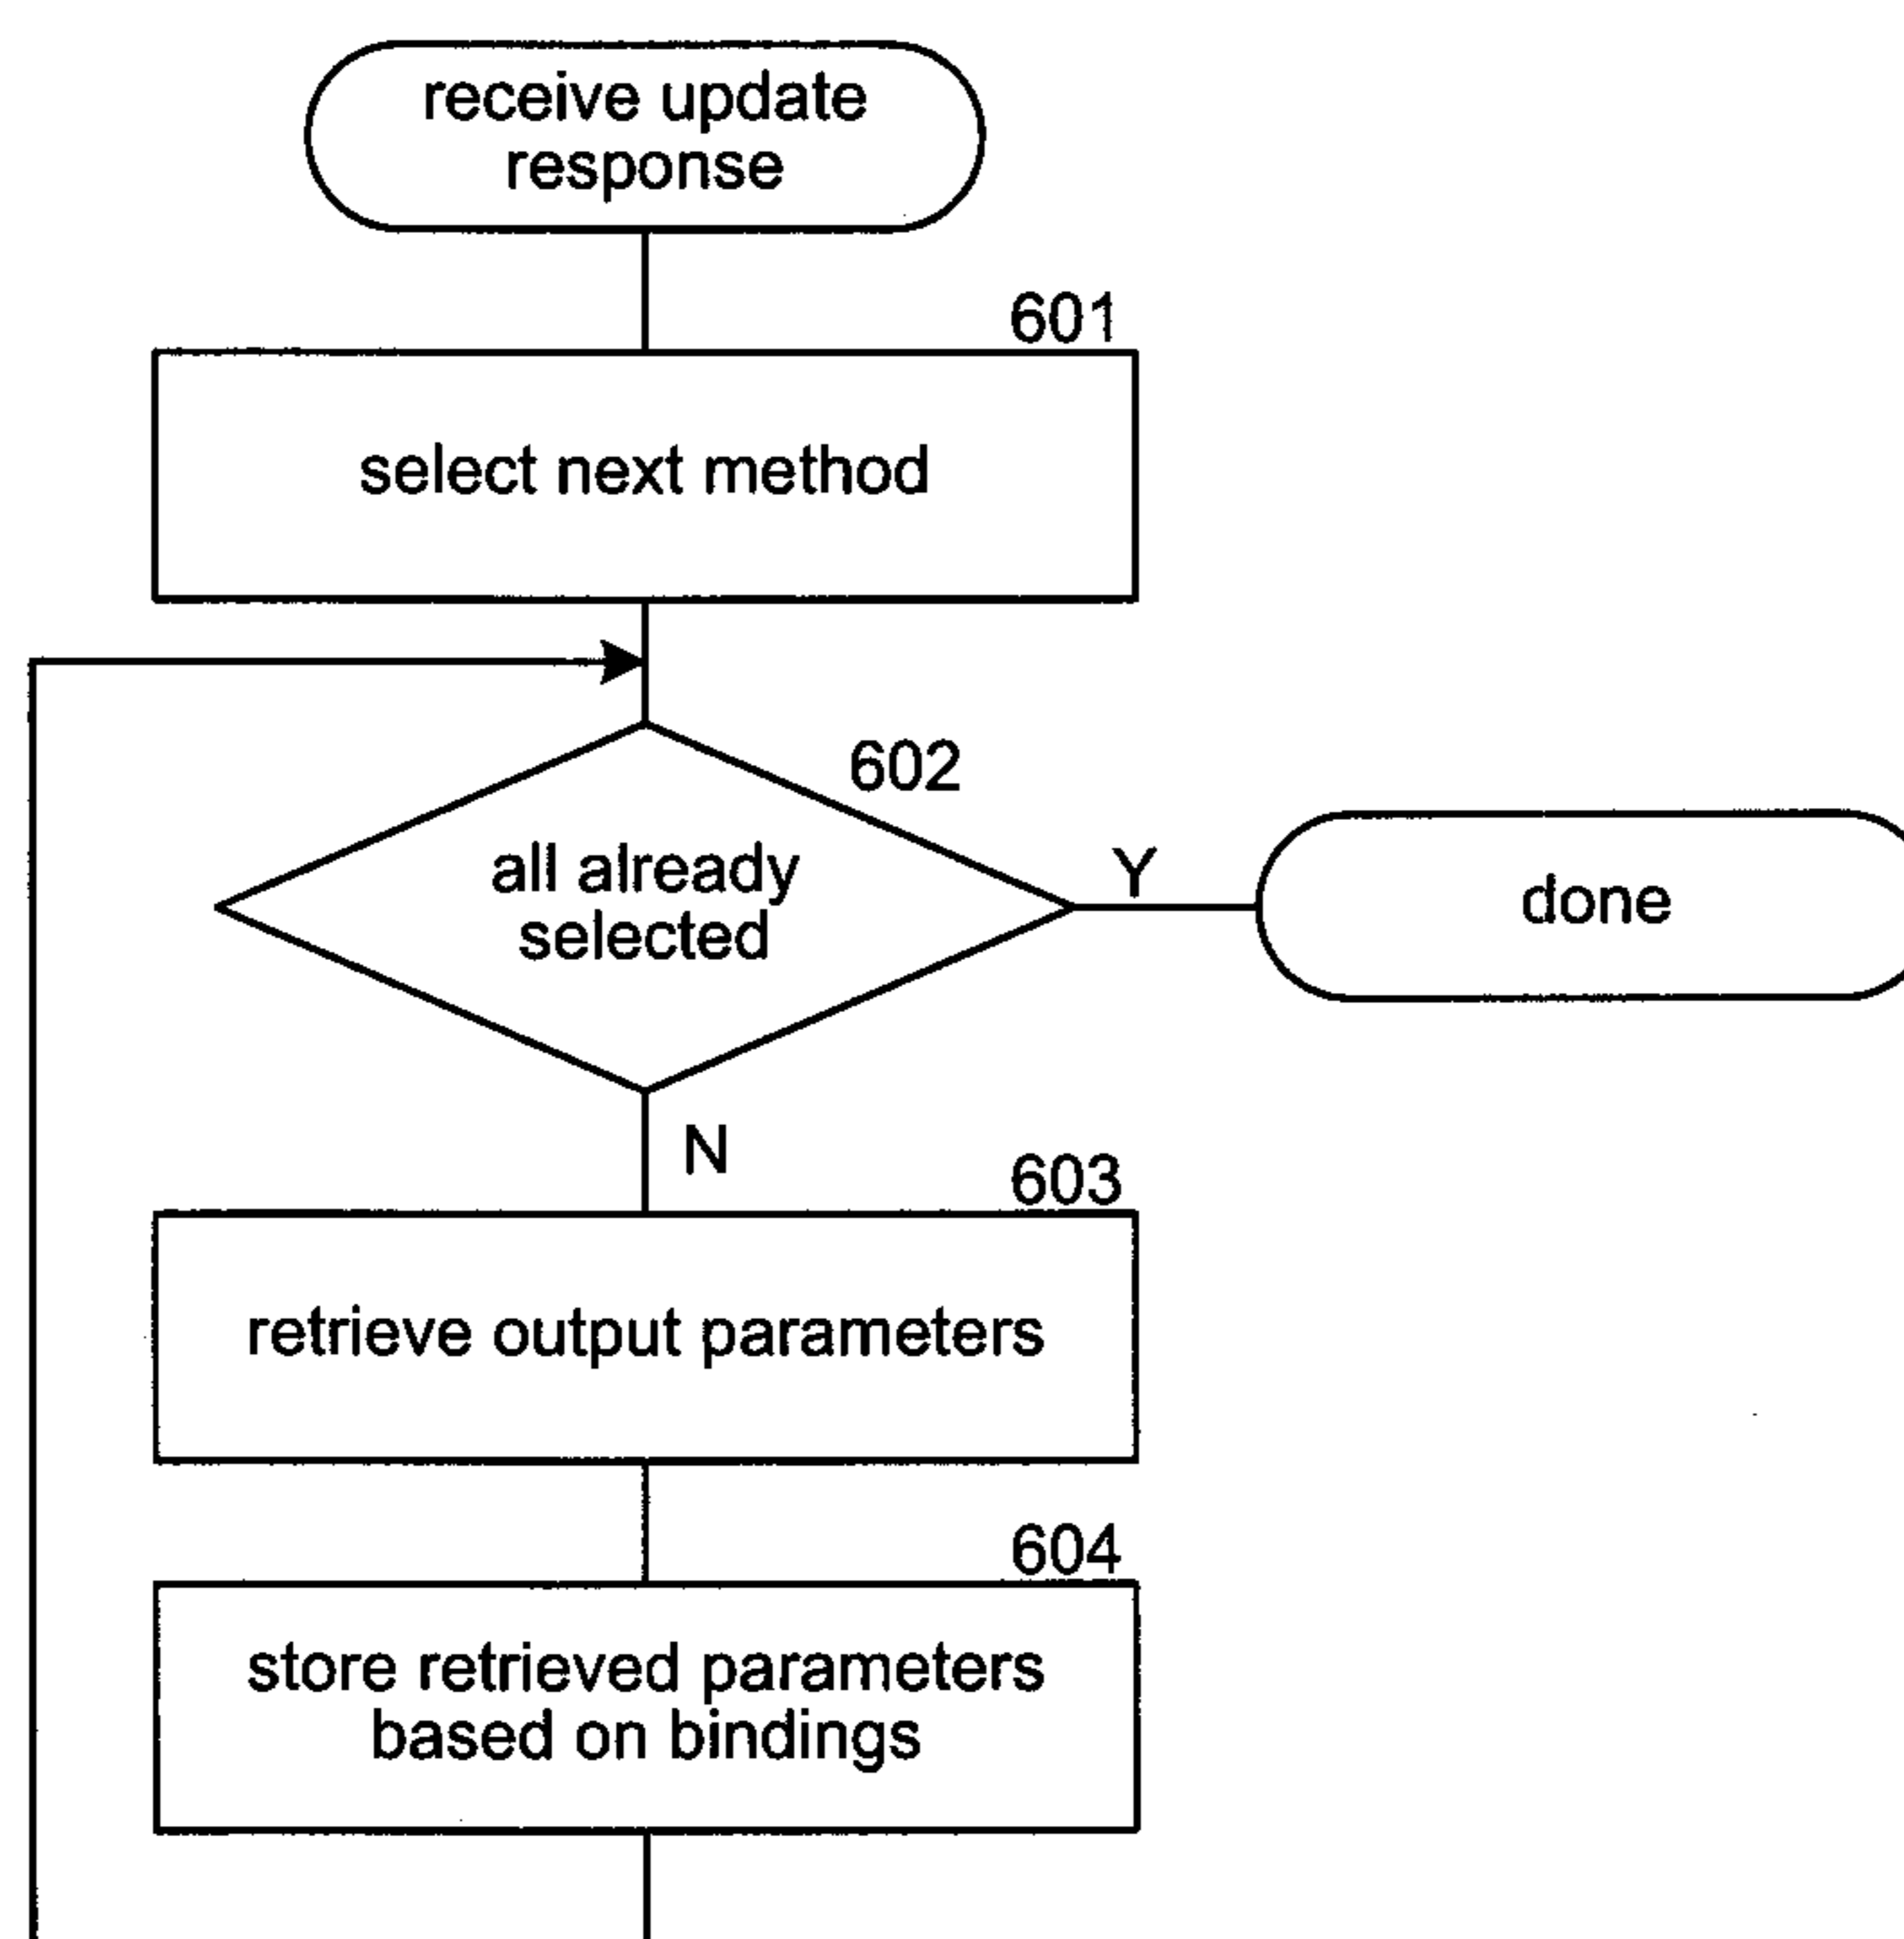 receive update
response
601
select next method
602
all already
selected
Y
done
N
603
retrieve output parameters
604
store retrieved parameters
based on bindings